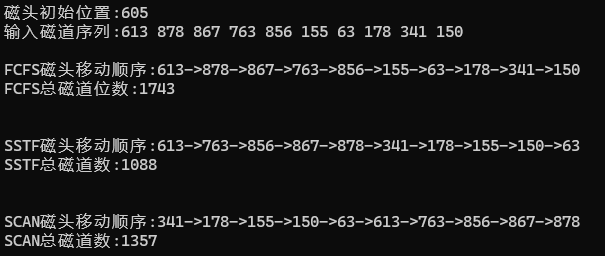 磁头初始位置:605
输入磁道序列:613 878 867 763 856 155 63 178 341 150
FCFS磁头移动顺序:613->878->867->763->856->155->63->178->341->150
FCFS总磁道位数:1743
SSTF磁头移动顺序:613->763->856->867->878->341->178->155->150->63
SSTF总磁道数:1088
SCAN磁头移动顺序:341->178->155->150->63->613->763->856->867->878
SCAN总磁道数:1357